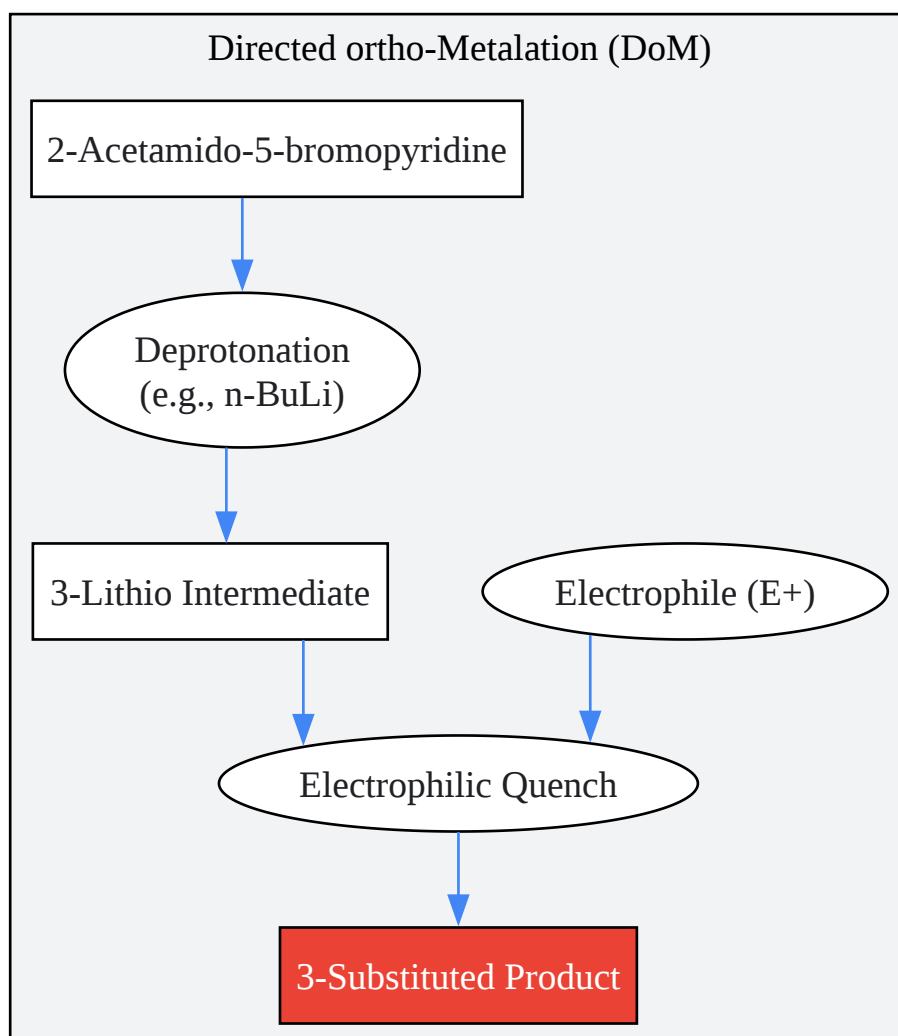 Directed ortho-Metalation (DoM)
2-Acetamido-5-bromopyridine
Deprotonation
(e.g., n-BuLi)
3-Lithio Intermediate
Electrophile (E+)
Electrophilic Quench
3-Substituted Product